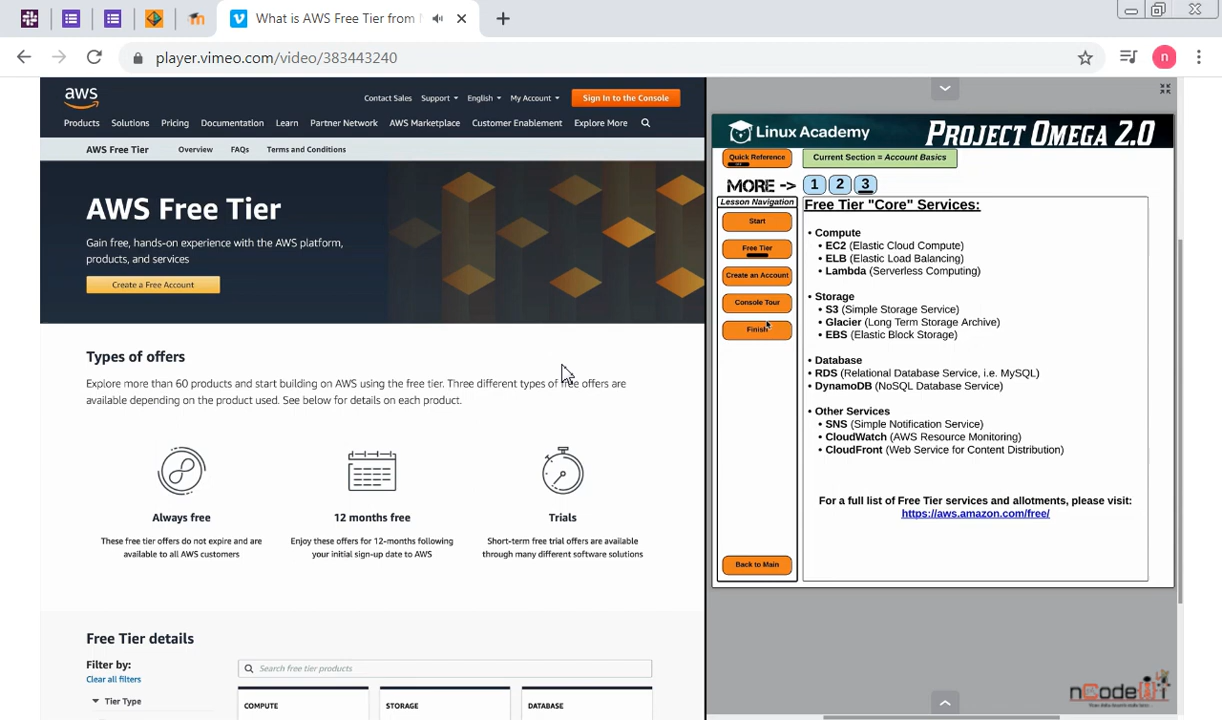 What is AWS Free Tier from
player.vimeo.com/video/383443240
n
aws
Contact Sales Support English My Account Sign In to the Console
Products Solutions Pricing Documentation Learn Partner Network AWS Marketplace Customer Enablement Explore More
AWS Free Tier Overview FAQs Terms and Conditions
AWS Free Tier
Gain free, hands-on experience with the AWS platform,
products, and services
Create a Free Account
Types of offers
Explore more than 60 products and start building on AWS using the free tier. Three different types of free offers are
available depending on the product used. See below for details on each product.
Always free
These free tier offers do not expire and are
available to all AWS customers
12 months free
Enjoy these offers for 12-months following
your initial sign-up date to AWS
Trials
Short-term free trial offers are available
through many different software solutions
Free Tier details
Filter by:
Clear all filters
Tier Type
Search free tier products
COMPUTE STORAGE DATABASE
Linux Academy PROJECT OMEGA 2.0
Quick Reference Current Section = Account Basics
MORE -> 1 2 3
Lesson Navigation
Start
Free Tier
Create an Account
Console Tour
Finish
Back to Main
Free Tier "Core" Services:
• Compute
• EC2 (Elastic Cloud Compute)
• ELB (Elastic Load Balancing)
• Lambda (Serverless Computing)
• Storage
• S3 (Simple Storage Service)
• Glacier (Long Term Storage Archive)
• EBS (Elastic Block Storage)
• Database
• RDS (Relational Database Service, i.e. MySQL)
• DynamoDB (NoSQL Database Service)
• Other Services
• SNS (Simple Notification Service)
• CloudWatch (AWS Resource Monitoring)
• CloudFront (Web Service for Content Distribution)
For a full list of Free Tier services and allotments, please visit:
https://aws.amazon.com/free/